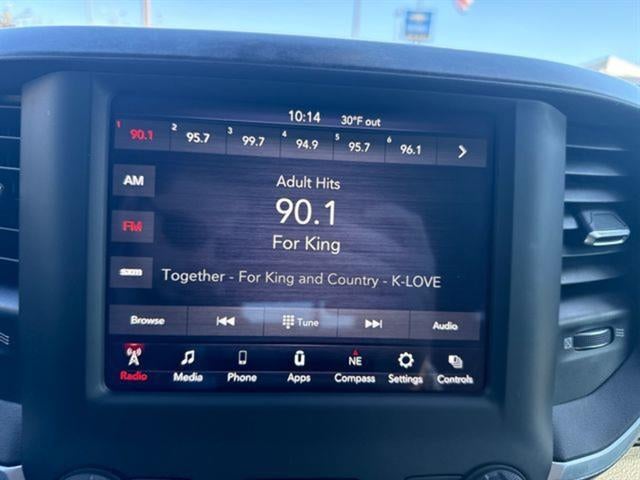 10:14 30°F out
1 90.1 2 95.7 3 99.7 4 94.9 5 95.7 6 96.1
AM
Adult Hits
90.1
FM
For King
Together - For King and Country - K-LOVE
Browse Tune Audio
NE
Radio Media Phone Apps Compass Settings Controls